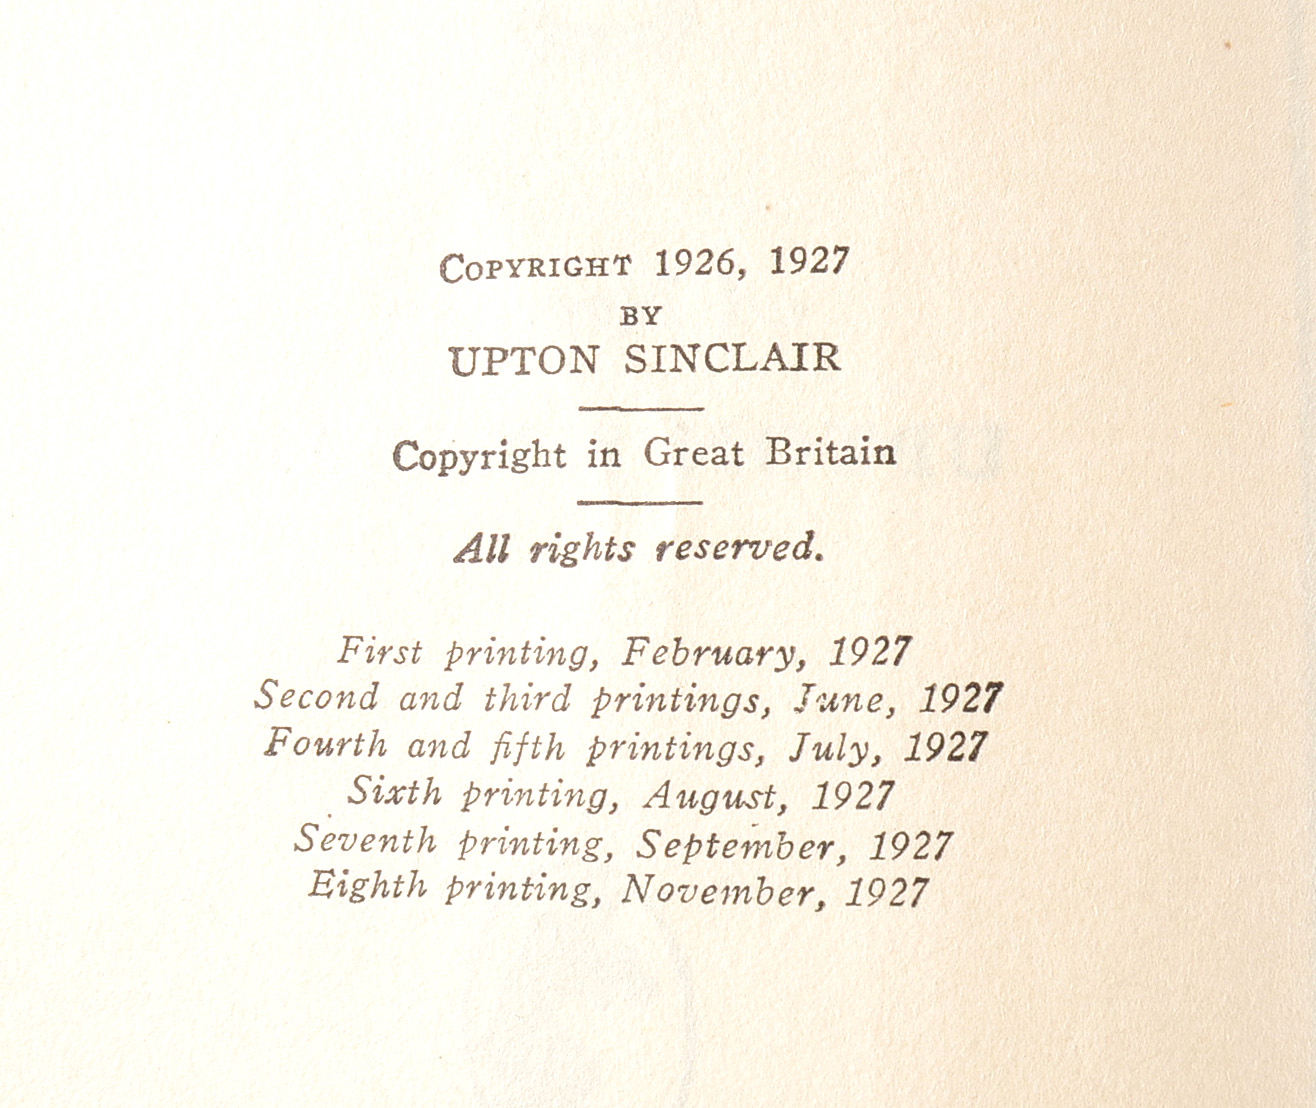 COPYRIGHT 1926, 1927
BY
UPTON SINCLAIR
Copyright in Great Britain
All rights reserved.
First printing, February, 1927
Second and third printings, June, 1927
Fourth and fifth printings, July, 1927
Sixth printing, August, 1927
Seventh printing, September, 1927
Eighth printing, November, 1927